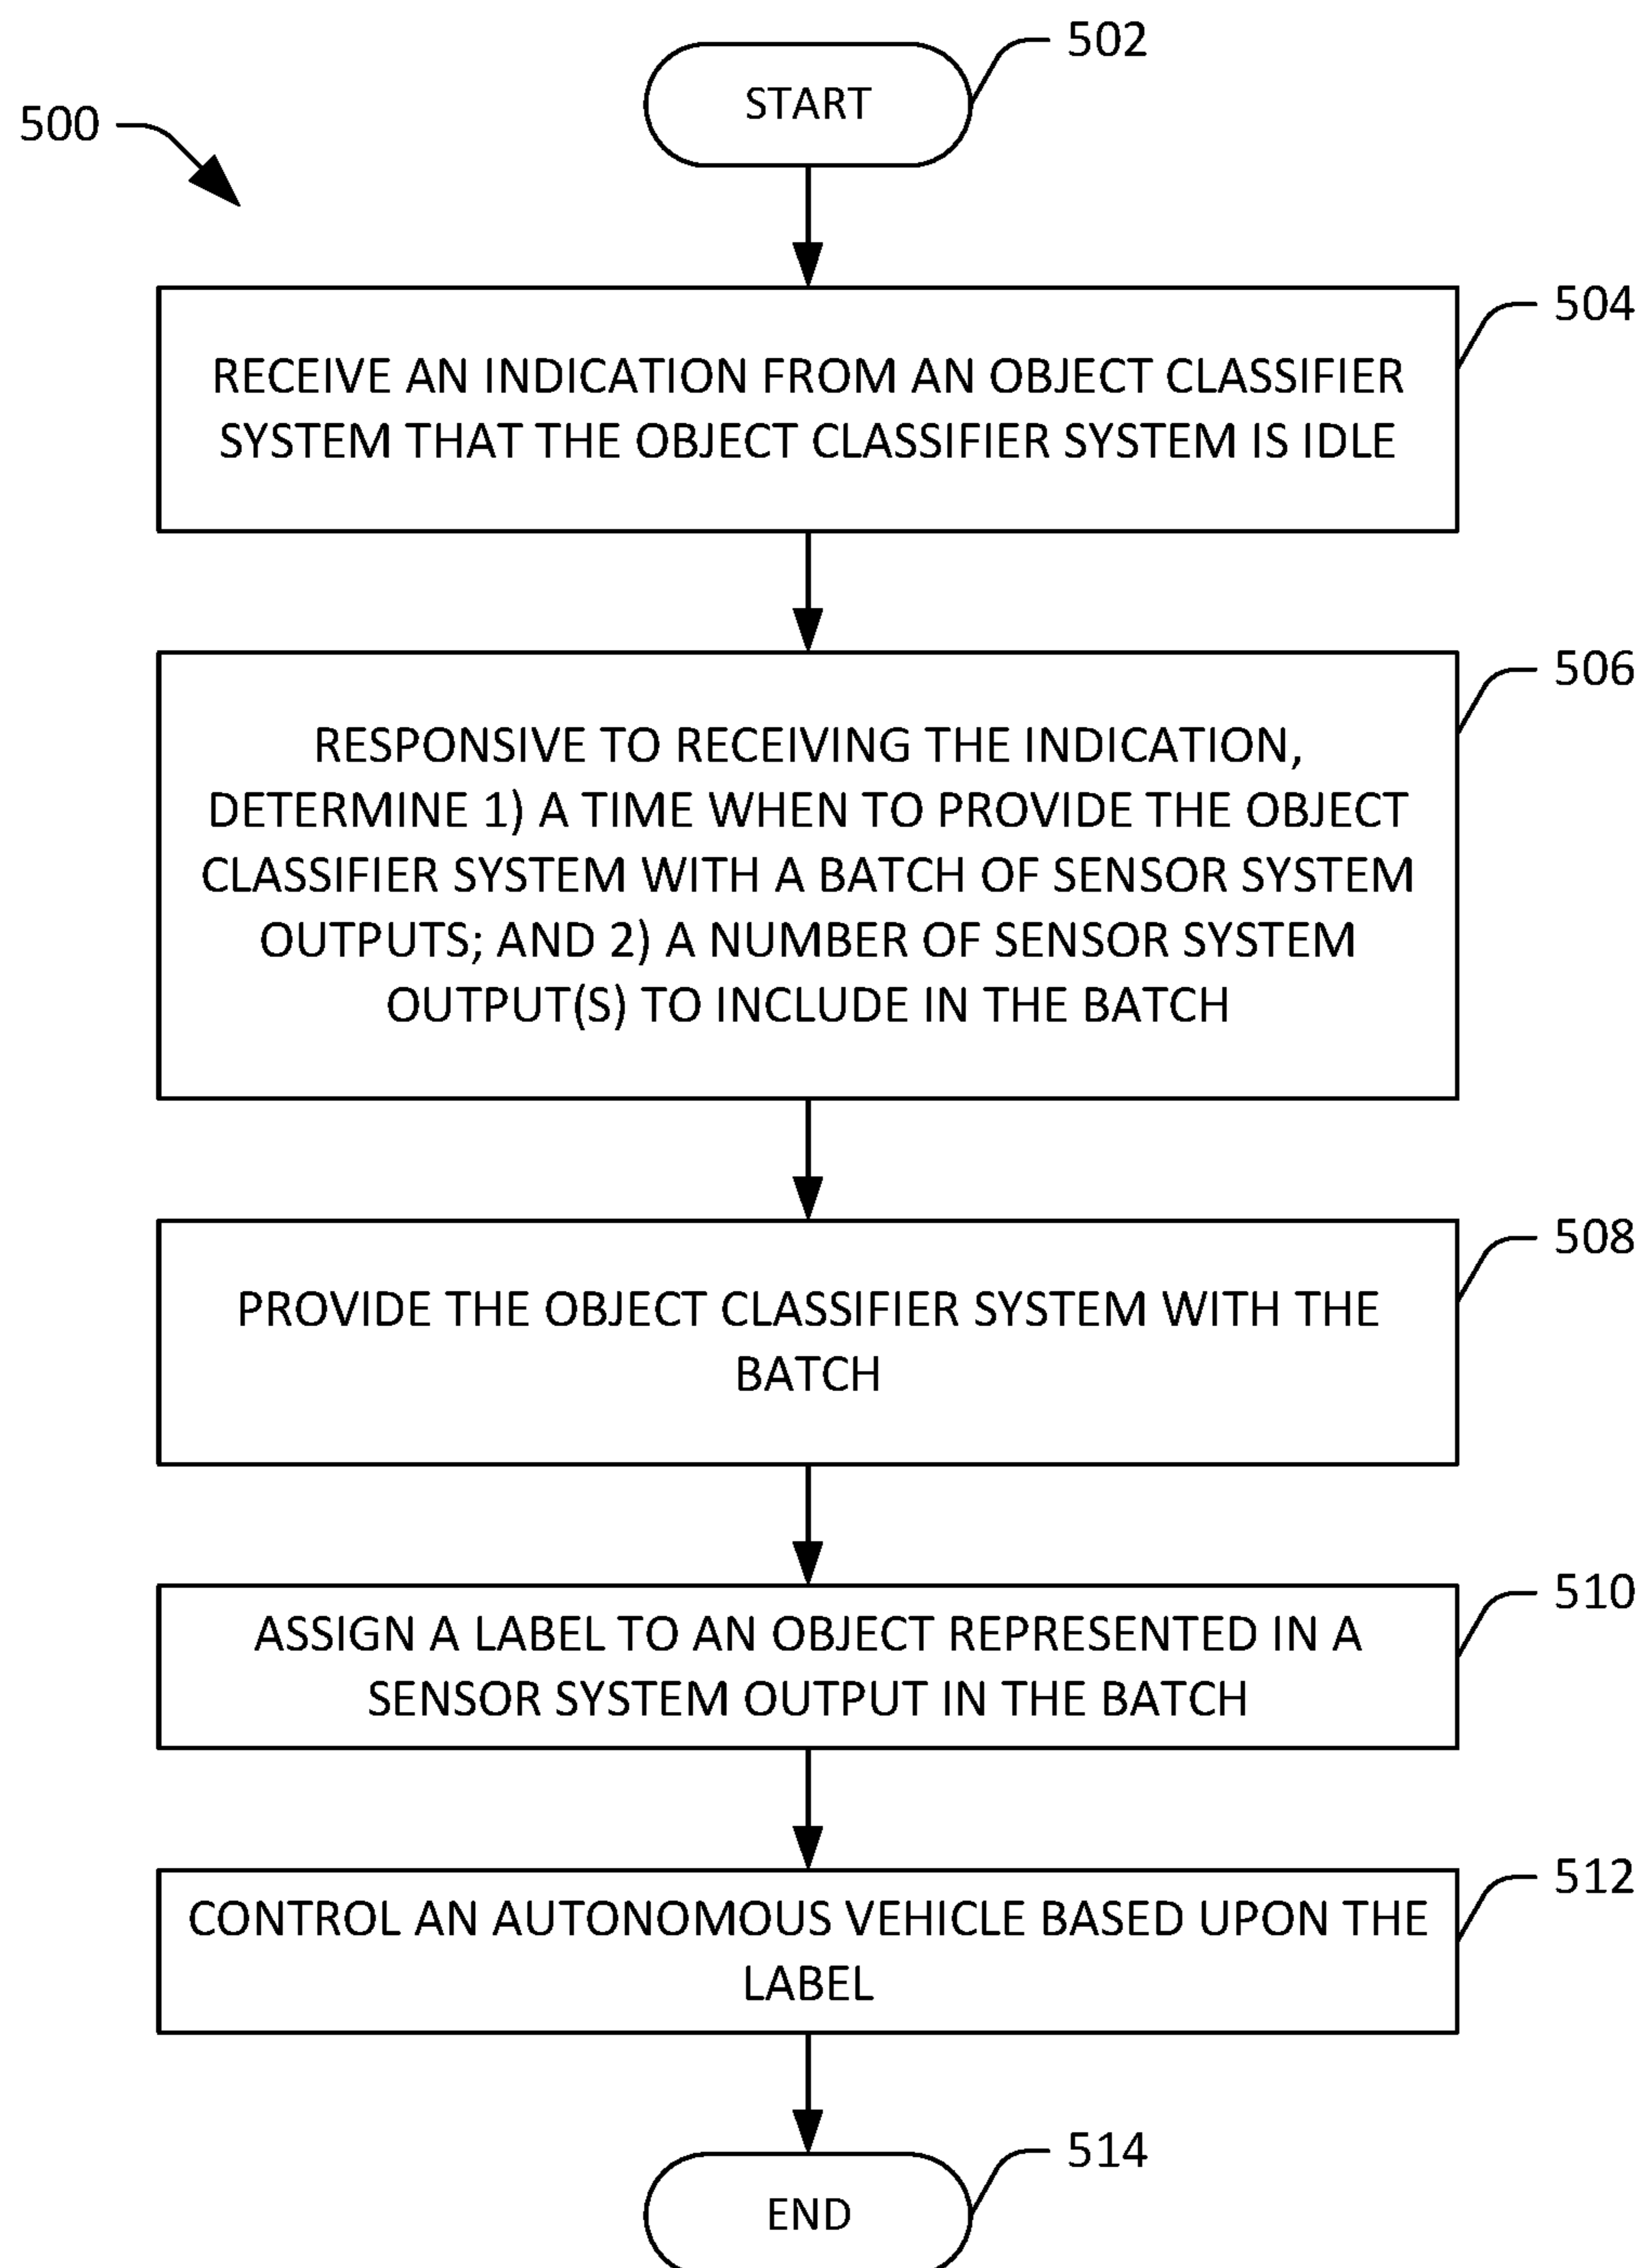 502
START
500
504
RECEIVE AN INDICATION FROM AN OBJECT CLASSIFIER
SYSTEM THAT THE OBJECT CLASSIFIER SYSTEM IS IDLE
506
RESPONSIVE TO RECEIVING THE INDICATION,
DETERMINE 1) A TIME WHEN TO PROVIDE THE OBJECT
CLASSIFIER SYSTEM WITH A BATCH OF SENSOR SYSTEM
OUTPUTS; AND 2) A NUMBER OF SENSOR SYSTEM
OUTPUT(S) TO INCLUDE IN THE BATCH
508
PROVIDE THE OBJECT CLASSIFIER SYSTEM WITH THE
BATCH
510
ASSIGN A LABEL TO AN OBJECT REPRESENTED IN A
SENSOR SYSTEM OUTPUT IN THE BATCH
512
CONTROL AN AUTONOMOUS VEHICLE BASED UPON THE
LABEL
514
END